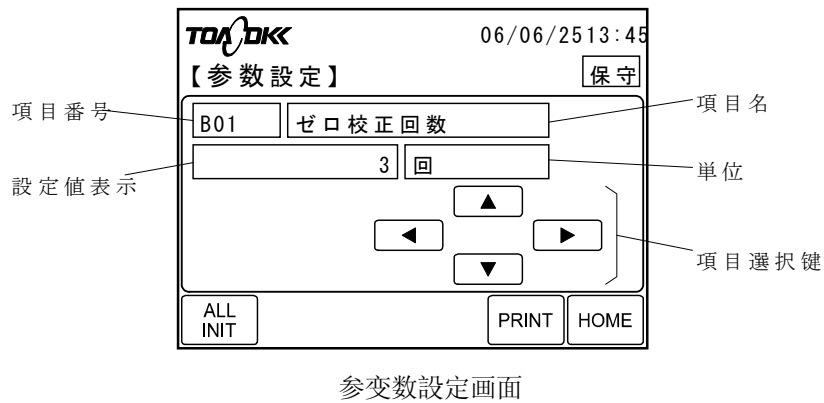 TOA DKK 06/06/2513:45
【参数設定】 保守
項目番号 項目名
B01 ゼロ校正回数
3 回 単位
設定値表示
▲
◀ ▶
項目選択键
▼
ALL INIT PRINT HOME
参变数設定画面